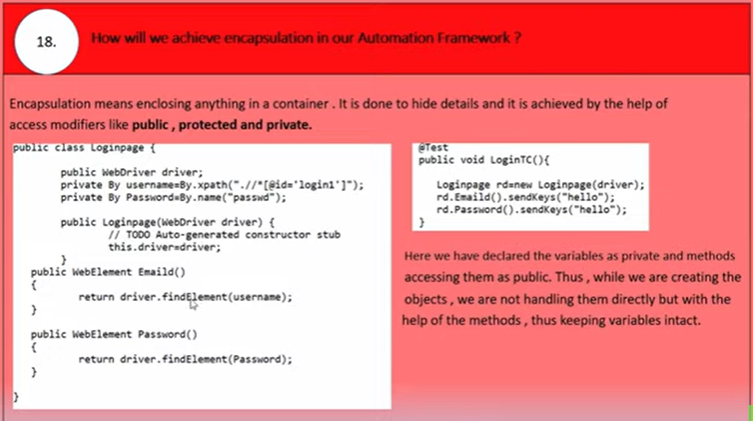 18.
How will we achieve encapsulation in our Automation Framework ?
Encapsulation means enclosing anything in a container . It is done to hide details and it is achieved by the help of
access modifiers like public , protected and private.
public class Loginpage {
public WebDriver driver;
private By username=By.xpath(".//*[@id='login1']");
private By Password=By.name("passwd");
public Loginpage(WebDriver driver) {
// TODO Auto-generated constructor stub
this.driver=driver;
}
public WebElement Emaild()
{
return driver.findElement(username);
}
public WebElement Password()
{
return driver.findElement(Password);
}
}
@Test
public void LoginTC(){
Loginpage rd=new Loginpage(driver);
rd.Emaild().sendKeys("hello");
rd.Password().sendKeys("hello");
}
Here we have declared the variables as private and methods
accessing them as public. Thus , while we are creating the
objects , we are not handling them directly but with the
help of the methods , thus keeping variables intact.